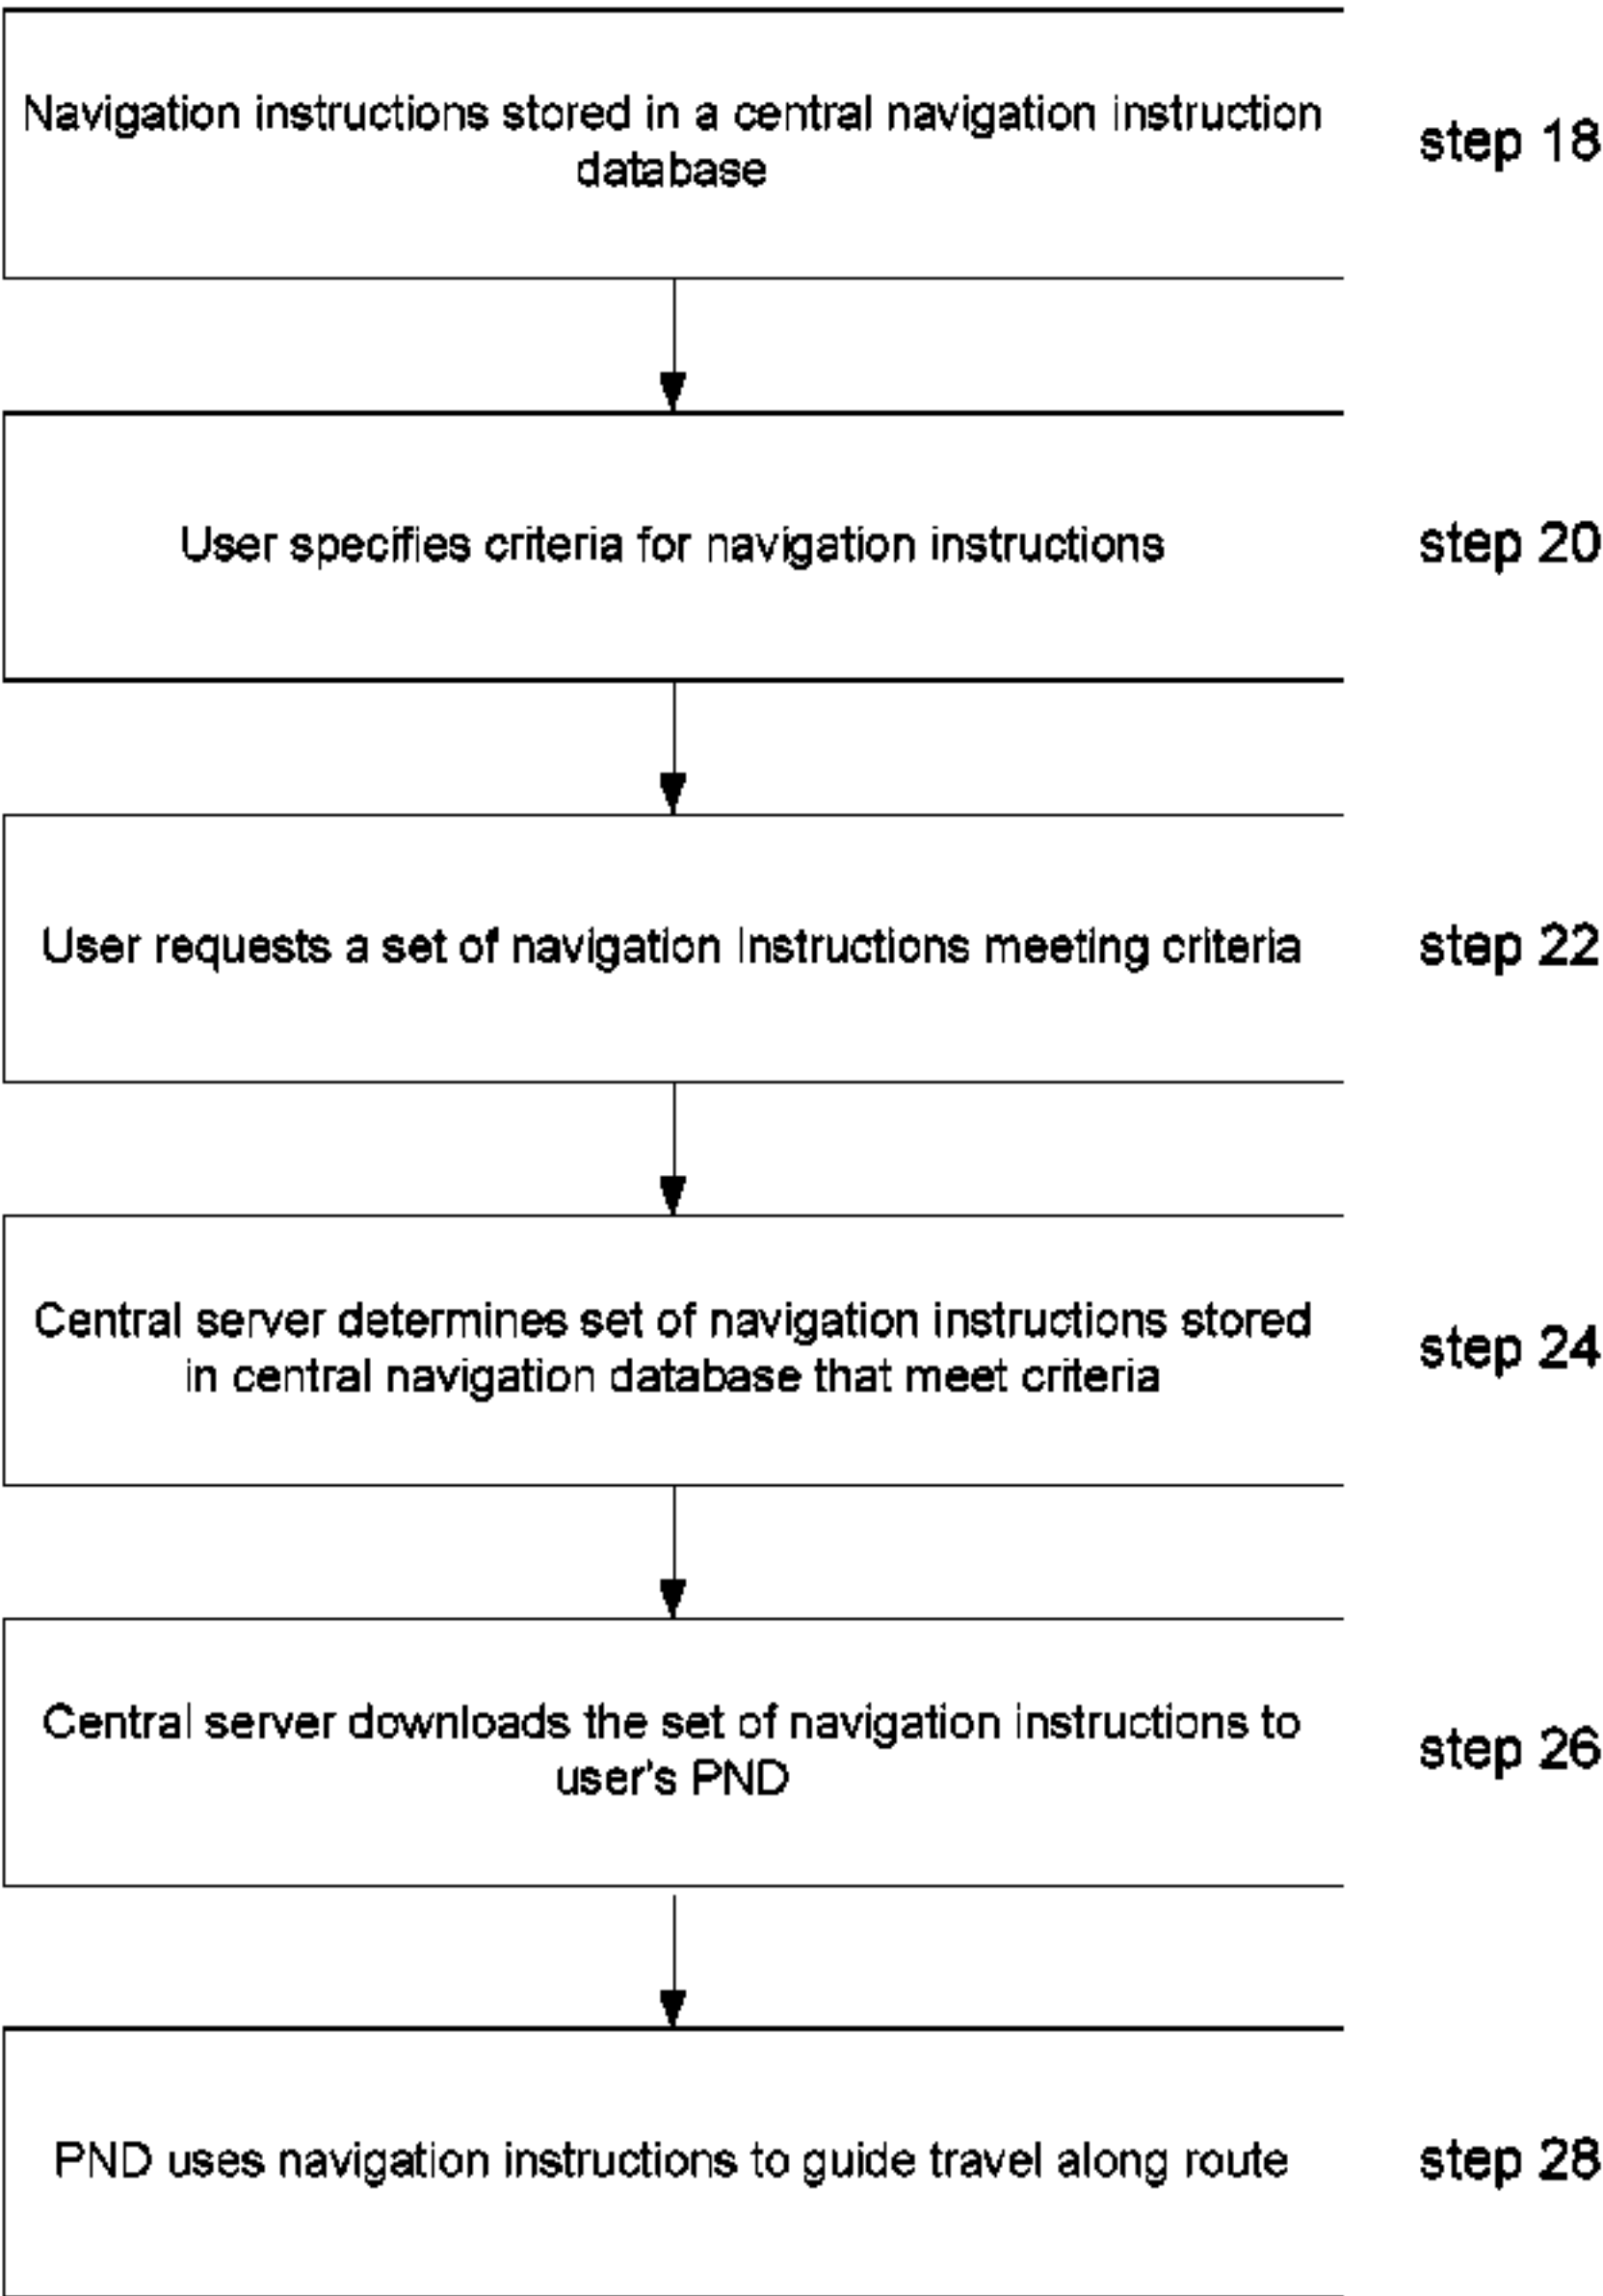 Navigation instructions stored in a central navigation instruction
database
step 18
User specifies criteria for navigation instructions
step 20
User requests a set of navigation Instructions meeting criteria
step 22
Central server determines set of navigation instructions stored
in central navigation database that meet criteria
step 24
Central server downloads the set of navigation instructions to
user's PND
step 26
PND uses navigation instructions to guide travel along route
step 28